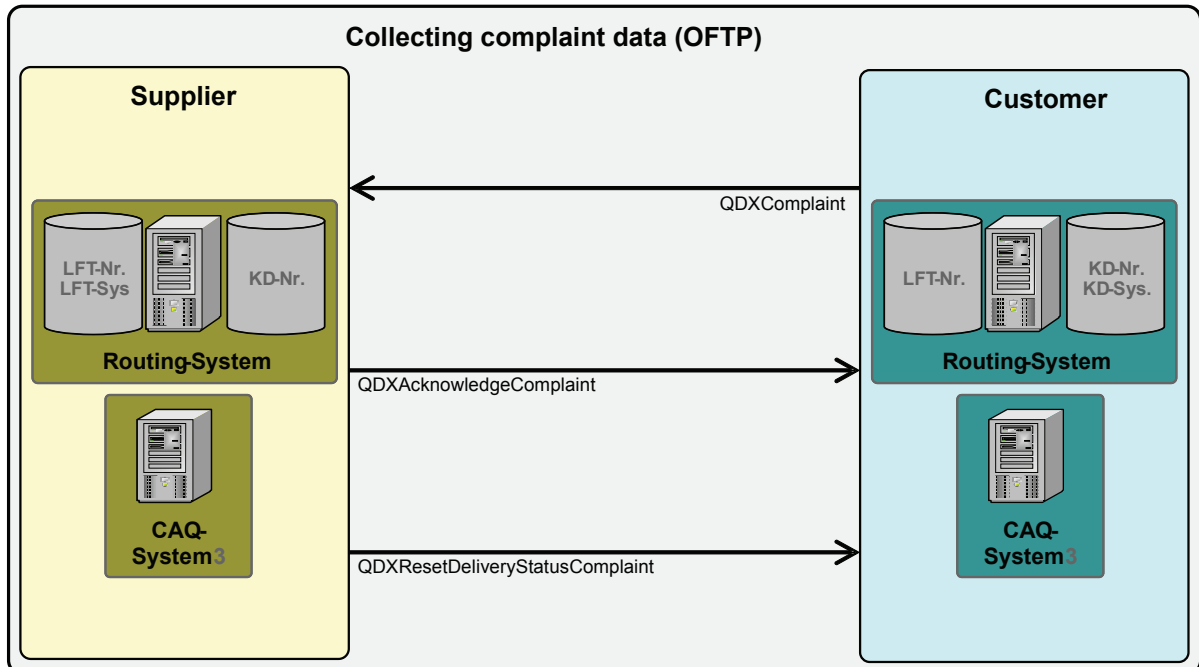 Collecting complaint data (OFTP)
Supplier
Customer
QDXComplaint
LFT-Nr.
LFT-Sys
KD-Nr.
Routing-System
LFT-Nr.
KD-Nr.
KD-Sys.
Routing-System
QDXAcknowledgeComplaint
CAQ-
System3
CAQ-
System3
QDXResetDeliveryStatusComplaint